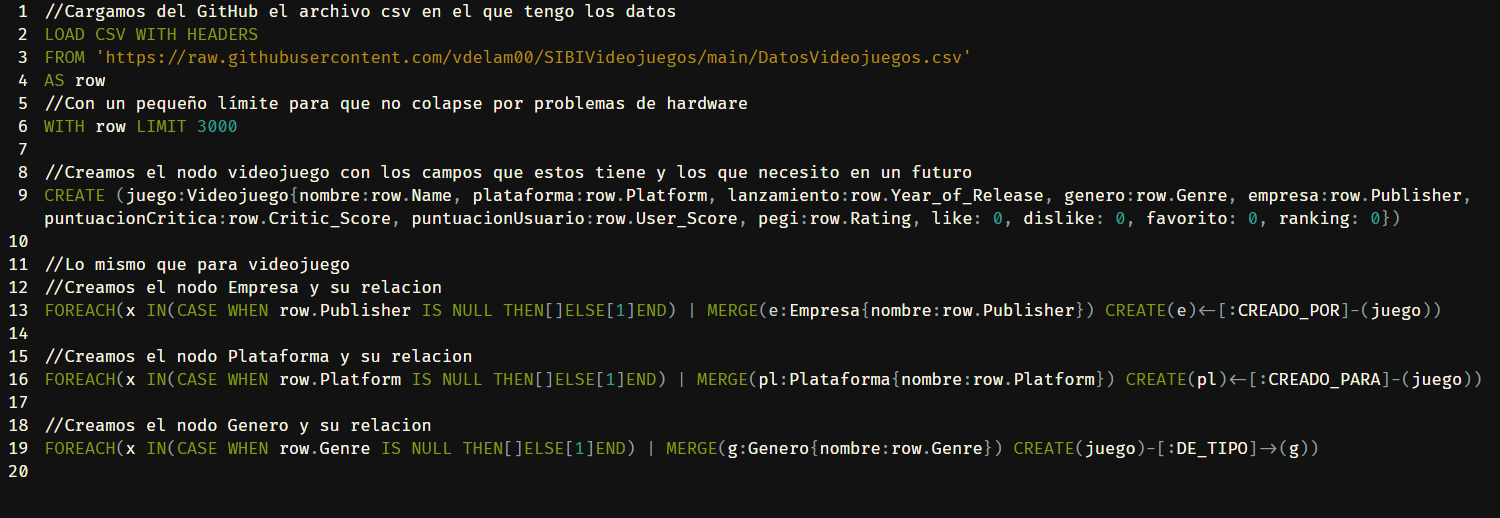 1 //Cargamos del GitHub el archivo csv en el que tengo los datos
2 LOAD CSV WITH HEADERS
3 FROM 'https://raw.githubusercontent.com/vdelam00/SIBIVideojuegos/main/DatosVideojuegos.csv'
4 AS row
5 //Con un pequeño límite para que no colapse por problemas de hardware
6 WITH row LIMIT 3000
7
8 //Creamos el nodo videojuego con los campos que estos tiene y los que necesito en un futuro
9 CREATE (juego:Videojuego{nombre:row.Name, plataforma:row.Platform, lanzamiento:row.Year_of_Release, genero:row.Genre, empresa:row.Publisher,
puntuacionCritica:row.Critic_Score, puntuacionUsuario:row.User_Score, pegi:row.Rating, like: 0, dislike: 0, favorito: 0, ranking: 0})
10
11 //Lo mismo que para videojuego
12 //Creamos el nodo Empresa y su relacion
13 FOREACH(x IN(CASE WHEN row.Publisher IS NULL THEN[]ELSE[1]END) | MERGE(e:Empresa{nombre:row.Publisher}) CREATE(e)<-[:CREADO_POR]-(juego))
14
15 //Creamos el nodo Plataforma y su relacion
16 FOREACH(x IN(CASE WHEN row.Platform IS NULL THEN[]ELSE[1]END) | MERGE(pl:Plataforma{nombre:row.Platform}) CREATE(pl)<-[:CREADO_PARA]-(juego))
17
18 //Creamos el nodo Genero y su relacion
19 FOREACH(x IN(CASE WHEN row.Genre IS NULL THEN[]ELSE[1]END) | MERGE(g:Genero{nombre:row.Genre}) CREATE(juego)-[:DE_TIPO]->(g))
20